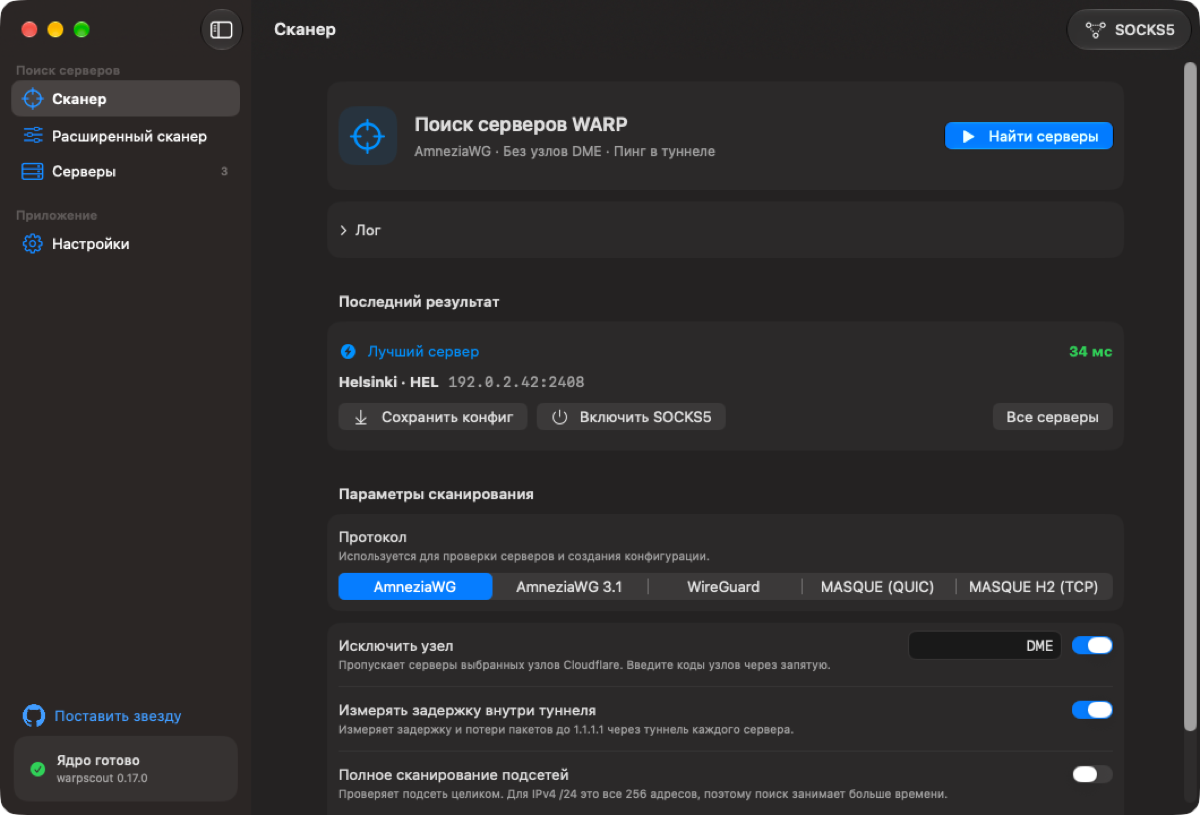 Сканер
SOCKS5
Поиск серверов
Сканер
Расширенный сканер
Серверы 3
Приложение
Настройки
Поставить звезду
Ядро готово
warpscout 0.17.0
Поиск серверов WARP
AmneziaWG · Без узлов DME · Пинг в туннеле
Найти серверы
Лог
Последний результат
Лучший сервер 34 мс
Helsinki · HEL 192.0.2.42:2408
Сохранить конфиг Включить SOCKS5 Все серверы
Параметры сканирования
Протокол
Используется для проверки серверов и создания конфигурации.
AmneziaWG AmneziaWG 3.1 WireGuard MASQUE (QUIC) MASQUE H2 (TCP)
Исключить узел DME
Пропускает серверы выбранных узлов Cloudflare. Введите коды узлов через запятую.
Измерять задержку внутри туннеля
Измеряет задержку и потери пакетов до 1.1.1.1 через туннель каждого сервера.
Полное сканирование подсетей
Проверяет подсеть целиком. Для IPv4 /24 это все 256 адресов, поэтому поиск занимает больше времени.